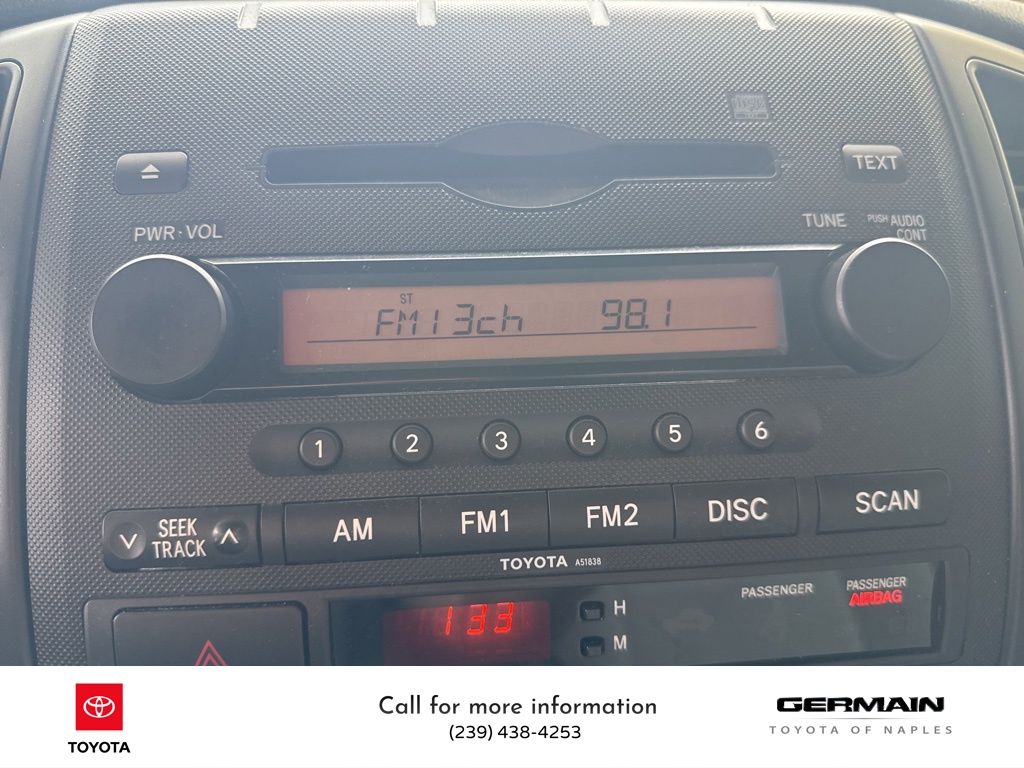 TEXT
PWR·VOL
TUNE
PUSH AUDIO
CONT
ST
FM1 3ch 98.1
1 2 3 4 5 6
SEEK
TRACK
AM FM1 FM2 DISC SCAN
TOYOTA A51838
133
H
M
PASSENGER
PASSENGER
AIRBAG
TOYOTA
Call for more information
(239) 438-4253
GERMAIN
TOYOTA OF NAPLES